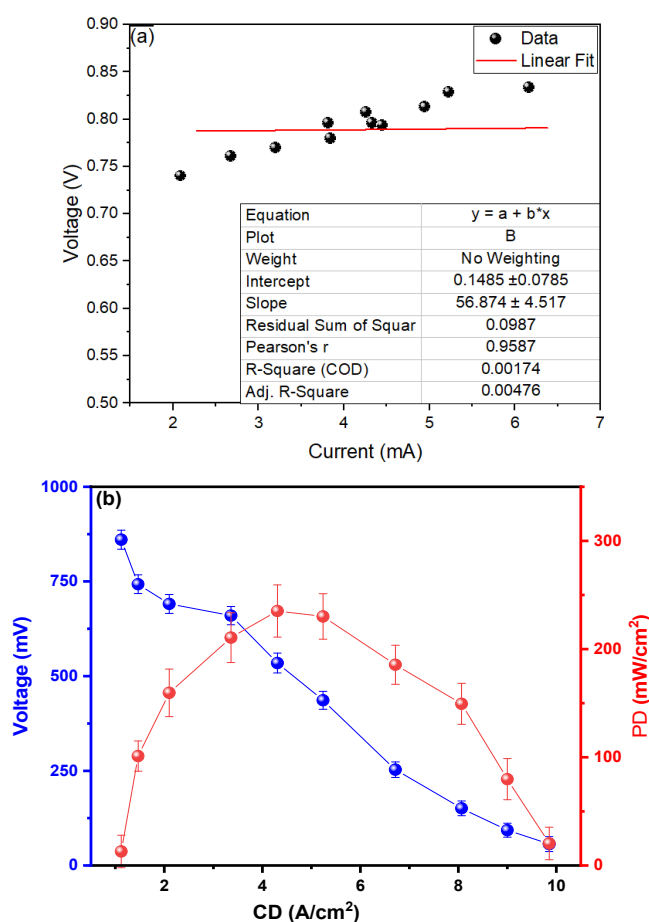 (a)
Data
Linear Fit
0.90
0.85
0.80
0.75
0.70
0.65
0.60
0.55
0.50
Voltage (V)
Equation y = a + b*x
Plot B
Weight No Weighting
Intercept 0.1485 ±0.0785
Slope 56.874 ± 4.517
Residual Sum of Squar 0.0987
Pearson's r 0.9587
R-Square (COD) 0.00174
Adj. R-Square 0.00476
2 3 4 5 6 7
Current (mA)
(b)
1000
750
500
250
0
Voltage (mV)
300
200
100
0
PD (mW/cm²)
2 4 6 8 10
CD (A/cm²)